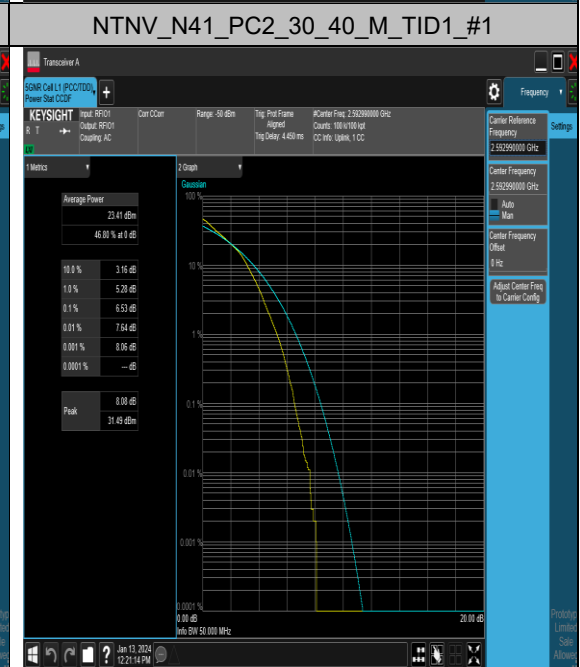 NTNV_N41_PC2_30_40_M_TID1_#1
Transceiver A
5GNR Cell L1 (PCC/TDD)
Power Stat CCDF
+
Frequency
KEYSIGHT
R T
Input: RFIO1
Output: RFIO1
Coupling: AC
Corr CCorr
Range: -50 dBm
Trig: Prot Frame
Aligned
Trig Delay: 4.450 ms
#Center Freq: 2.592990000 GHz
Counts: 100 k/100 kpt
CC Info: Uplink, 1 CC
Carrier Reference
Frequency
2.592990000 GHz
Settings
Center Frequency
2.592990000 GHz
Auto
Man
Center Frequency
Offset
0 Hz
Adjust Center Freq
to Carrier Config
1 Metrics
Average Power
23.41 dBm
46.80 % at 0 dB
10.0 % 3.16 dB
1.0 % 5.28 dB
0.1 % 6.53 dB
0.01 % 7.64 dB
0.001 % 8.06 dB
0.0001 % --- dB
Peak 8.08 dB
31.49 dBm
2 Graph
Gaussian
100 %
10 %
1 %
0.1 %
0.01 %
0.001 %
0.0001 %
0.00 dB
20.00 dB
Info BW 50.000 MHz
Jan 13, 2024
12:21:14 PM
?
Limited
Sale